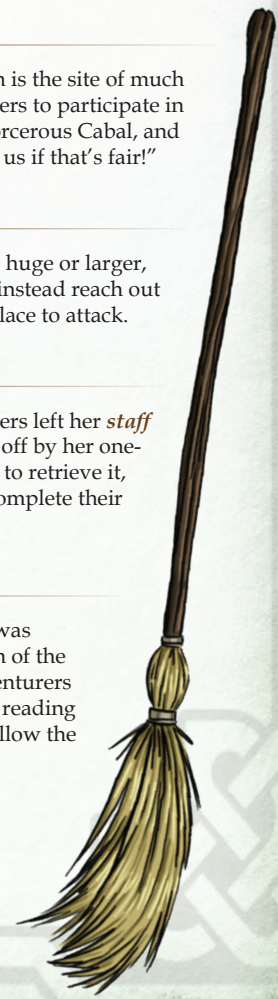 n is the site of much
ers to participate in
orcerous Cabal, and
us if that's fair!”
huge or larger,
instead reach out
lace to attack.
ers left her staff
off by her one-
to retrieve it,
omplete their
was
n of the
enturers
reading
llow the